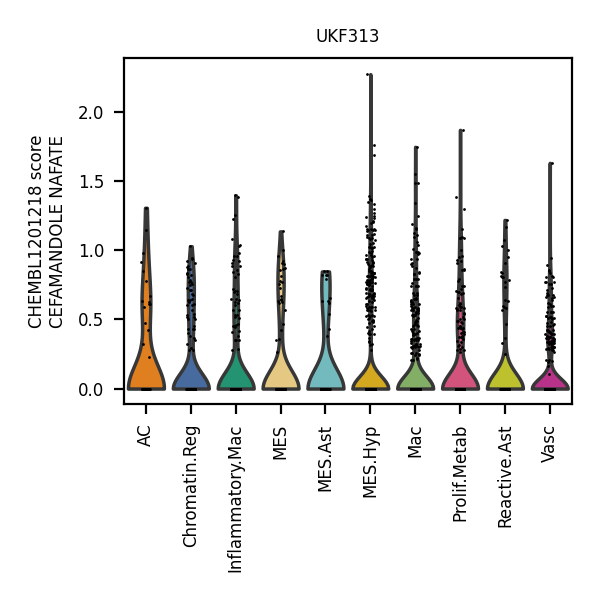 UKF313
CHEMBL1201218 score
CEFAMANDOLE NAFATE
2.0
1.5
1.0
0.5
0.0
AC
Chromatin.Reg
Inflammatory.Mac
MES
MES.Ast
MES.Hyp
Mac
Prolif.Metab
Reactive.Ast
Vasc